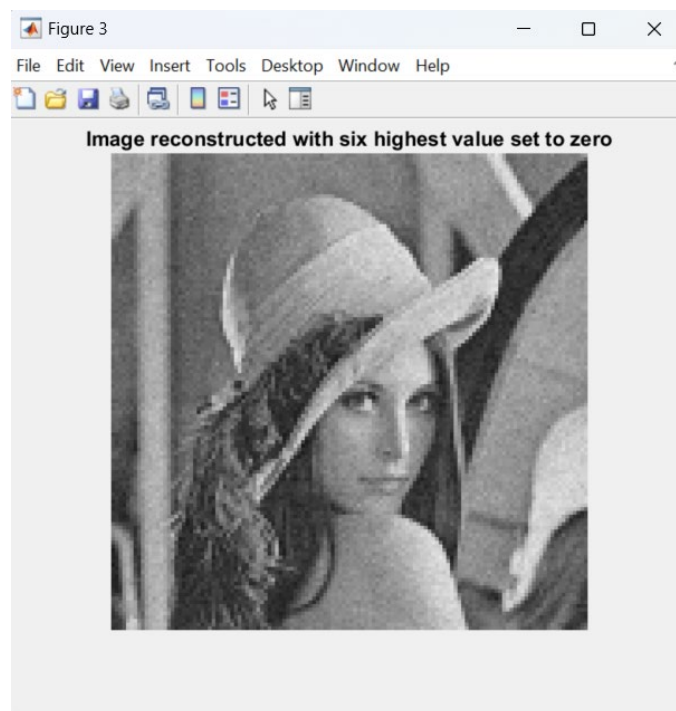 Figure 3
File Edit View Insert Tools Desktop Window Help
Image reconstructed with six highest value set to zero